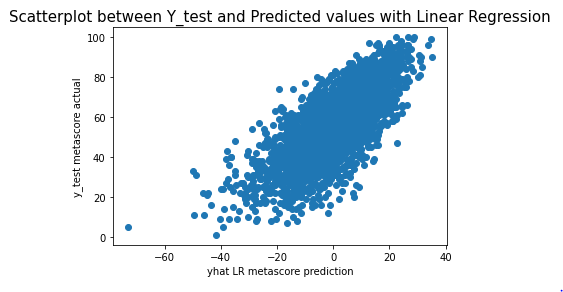 Scatterplot between Y_test and Predicted values with Linear Regression
100
80
60
40
20
0
y_test metascore actual
−60 −40 −20 0 20 40
yhat LR metascore prediction